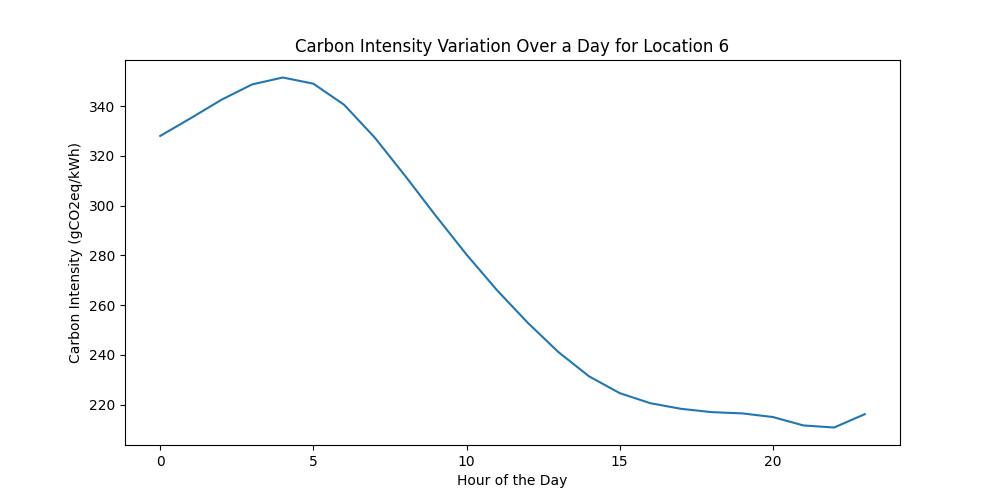 Carbon Intensity Variation Over a Day for Location 6
Carbon Intensity (gCO2eq/kWh)
340
320
300
280
260
240
220
0 5 10 15 20
Hour of the Day